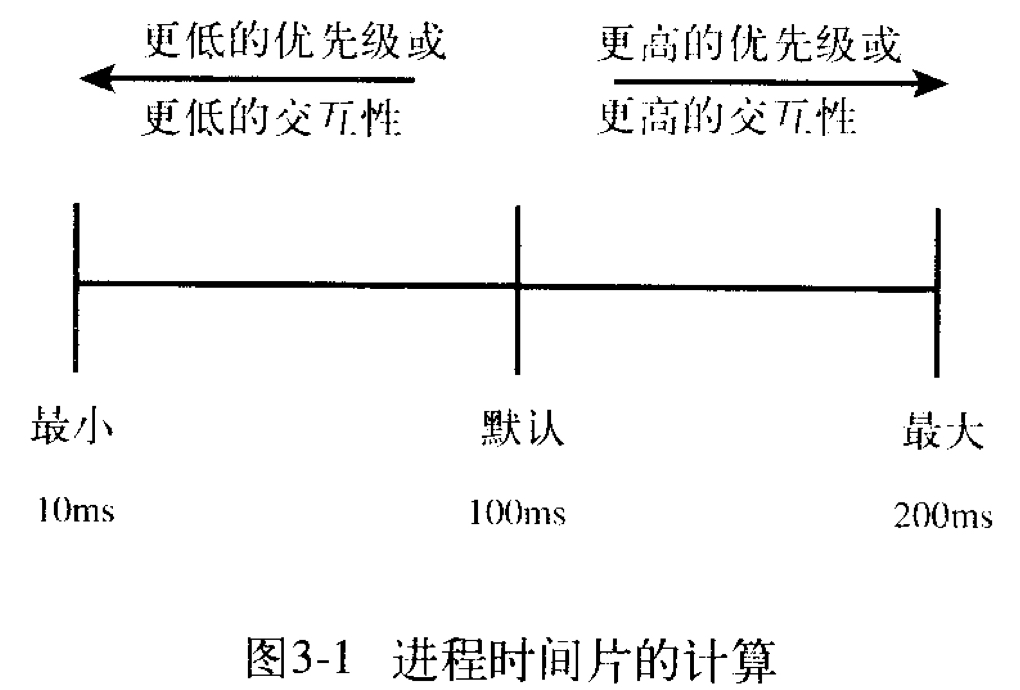 更低的优先级或
更低的交互性
更高的优先级或
更高的交互性
最小
默认
最大
10ms
100ms
200ms
图3-1 进程时间片的计算